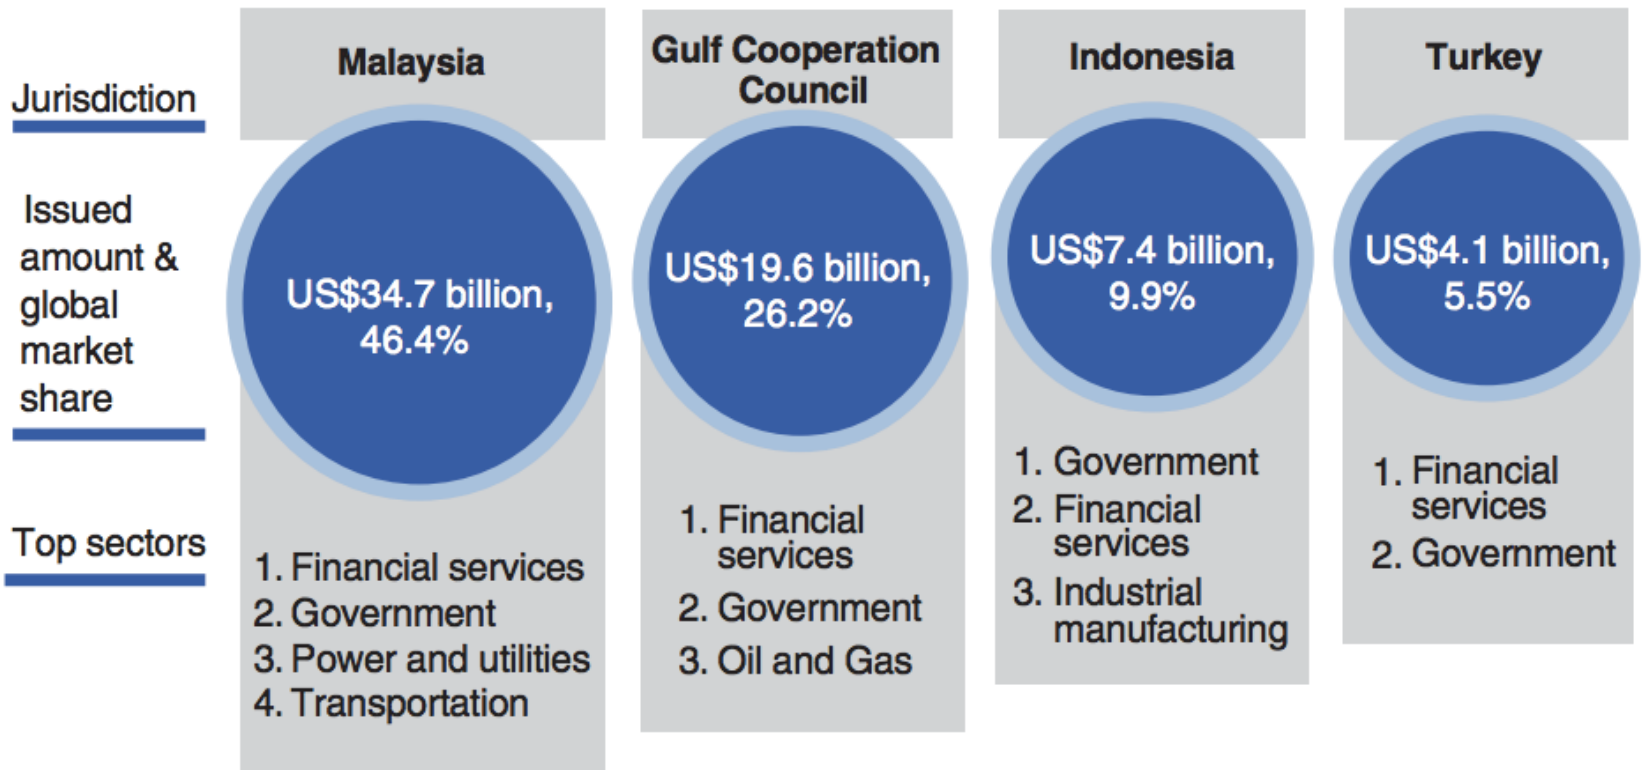 Jurisdiction
Issued
amount &
global
market
share
Top sectors
Malaysia
US$34.7 billion,
46.4%
1. Financial services
2. Government
3. Power and utilities
4. Transportation
Gulf Cooperation
Council
US$19.6 billion,
26.2%
1. Financial
services
2. Government
3. Oil and Gas
Indonesia
US$7.4 billion,
9.9%
1. Government
2. Financial
services
3. Industrial
manufacturing
Turkey
US$4.1 billion,
5.5%
1. Financial
services
2. Government